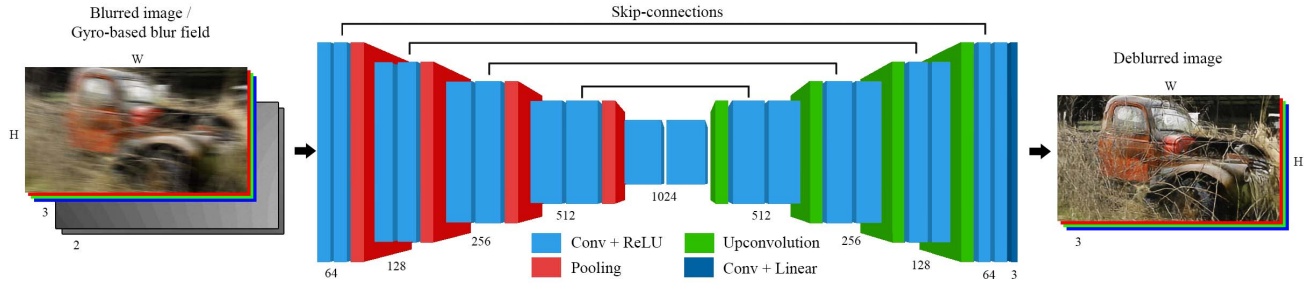 Blurred image /
Gyro-based blur field
W
H
3
2
Skip-connections
64
128
256
512
1024
512
256
128
64
3
Conv + ReLU
Pooling
Upconvolution
Conv + Linear
Deblurred image
W
H
3